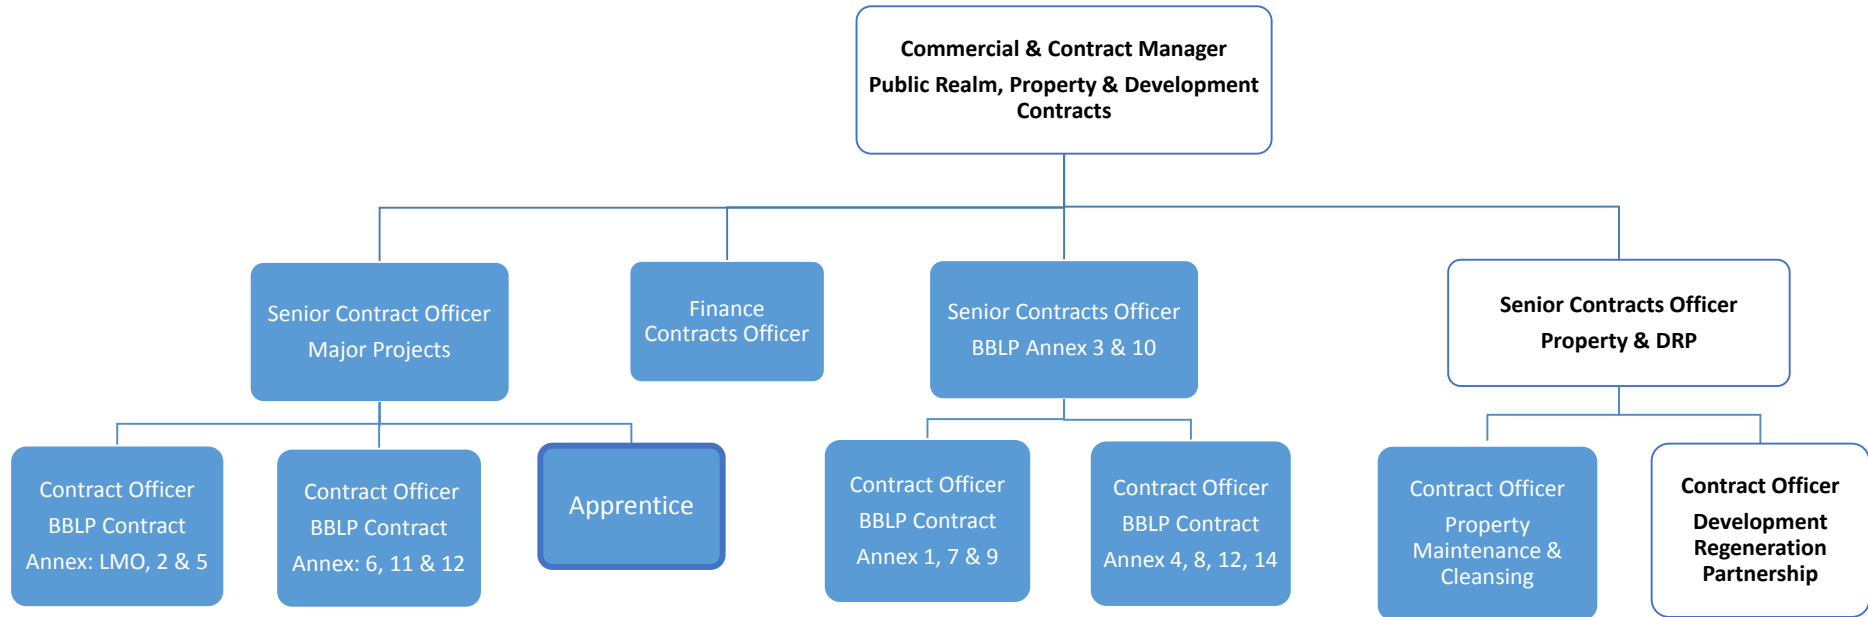 Commercial & Contract Manager
Public Realm, Property & Development
Contracts
Senior Contract Officer
Major Projects
Finance
Contracts Officer
Senior Contracts Officer
BBLP Annex 3 & 10
Senior Contracts Officer
Property & DRP
Contract Officer
BBLP Contract
Annex: LMO, 2 & 5
Contract Officer
BBLP Contract
Annex: 6, 11 & 12
Apprentice
Contract Officer
BBLP Contract
Annex 1, 7 & 9
Contract Officer
BBLP Contract
Annex 4, 8, 12, 14
Contract Officer
Property
Maintenance &
Cleansing
Contract Officer
Development
Regeneration
Partnership